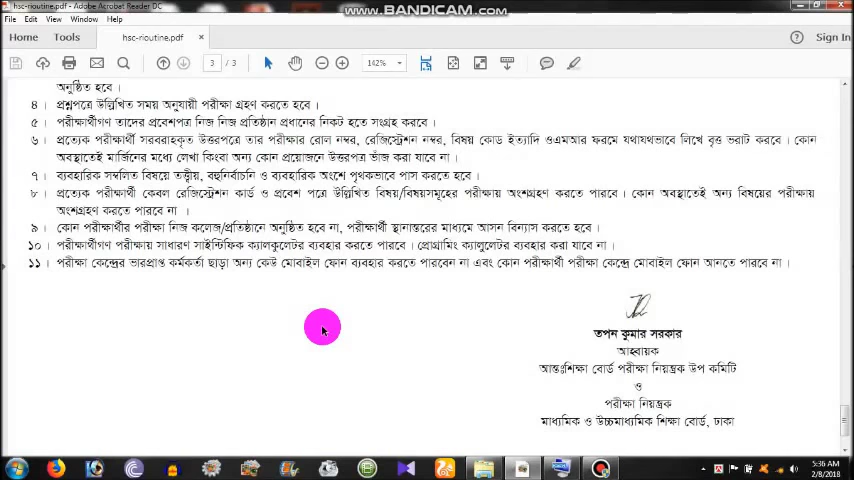 hsc-rioutine.pdf - Adobe Acrobat Reader DC
WWW.BANDICAM.COM
File Edit View Window Help
Home Tools hsc-rioutine.pdf × Sign In
3 / 3 142%
অনুষ্ঠিত হবে ।
৪ । প্রশ্নপত্রে উল্লিখিত সময় অনুযায়ী পরীক্ষা গ্রহণ করতে হবে ।
৫ । পরীক্ষার্থীগণ তাদের প্রবেশপত্র নিজ নিজ প্রতিষ্ঠান প্রধানের নিকট হতে সংগ্রহ করবে ।
৬ । প্রত্যেক পরীক্ষার্থী সরবরাহকৃত উত্তরপত্রে তার পরীক্ষার রোল নম্বর, রেজিস্ট্রেশন নম্বর, বিষয় কোড ইত্যাদি ওএমআর ফরমে যথাযথভাবে লিখে বৃত্ত ভরাট করবে । কোন
অবস্থাতেই মার্জিনের মধ্যে লেখা কিংবা অন্য কোন প্রয়োজনে উত্তরপত্র ভাঁজ করা যাবে না ।
৭ । ব্যবহারিক সম্বলিত বিষয়ে তত্ত্বীয়, বহুনির্বাচনি ও ব্যবহারিক অংশে পৃথকভাবে পাস করতে হবে ।
৮ । প্রত্যেক পরীক্ষার্থী কেবল রেজিস্ট্রেশন কার্ড ও প্রবেশ পত্রে উল্লিখিত বিষয়/বিষয়সমূহের পরীক্ষায় অংশগ্রহণ করতে পারবে । কোন অবস্থাতেই অন্য বিষয়ের পরীক্ষায়
অংশগ্রহণ করতে পারবে না ।
৯ । কোন পরীক্ষার্থীর পরীক্ষা নিজ কলেজ/প্রতিষ্ঠানে অনুষ্ঠিত হবে না, পরীক্ষার্থী স্থানান্তরের মাধ্যমে আসন বিন্যাস করতে হবে ।
১০ । পরীক্ষার্থীগণ পরীক্ষায় সাধারণ সাইন্টিফিক ক্যালকুলেটর ব্যবহার করতে পারবে । প্রোগ্রামিং ক্যালুলেটর ব্যবহার করা যাবে না ।
১১ । পরীক্ষা কেন্দ্রের ভারপ্রাপ্ত কর্মকর্তা ছাড়া অন্য কেউ মোবাইল ফোন ব্যবহার করতে পারবেন না এবং কোন পরীক্ষার্থী পরীক্ষা কেন্দ্রে মোবাইল ফোন আনতে পারবে না ।
তপন কুমার সরকার
আহ্বায়ক
আন্তঃশিক্ষা বোর্ড পরীক্ষা নিয়ন্ত্রক উপ কমিটি
ও
পরীক্ষা নিয়ন্ত্রক
মাধ্যমিক ও উচ্চমাধ্যমিক শিক্ষা বোর্ড, ঢাকা
5:36 AM
2/8/2018